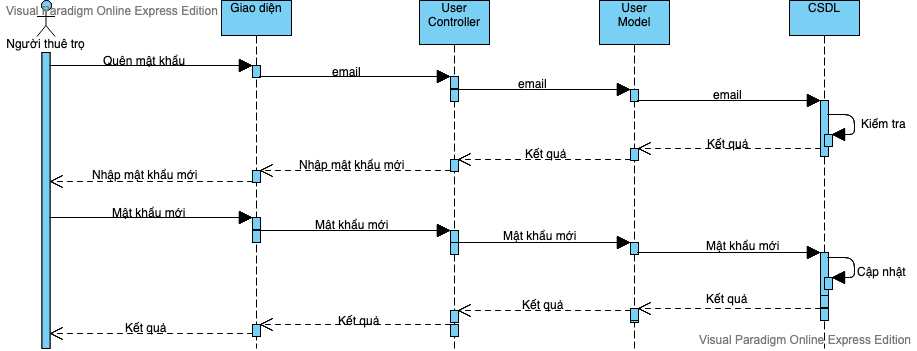 Visual Paradigm Online Express Edition
Giao diện
User
Controller
User
Model
CSDL
Người thuê trọ
Quên mật khẩu
email
email
email
Kiểm tra
Kết quả
Kết quả
Nhập mật khẩu mới
Nhập mật khẩu mới
Mật khẩu mới
Mật khẩu mới
Mật khẩu mới
Mật khẩu mới
Cập nhật
Kết quả
Kết quả
Kết quả
Kết quả
Visual Paradigm Online Express Edition